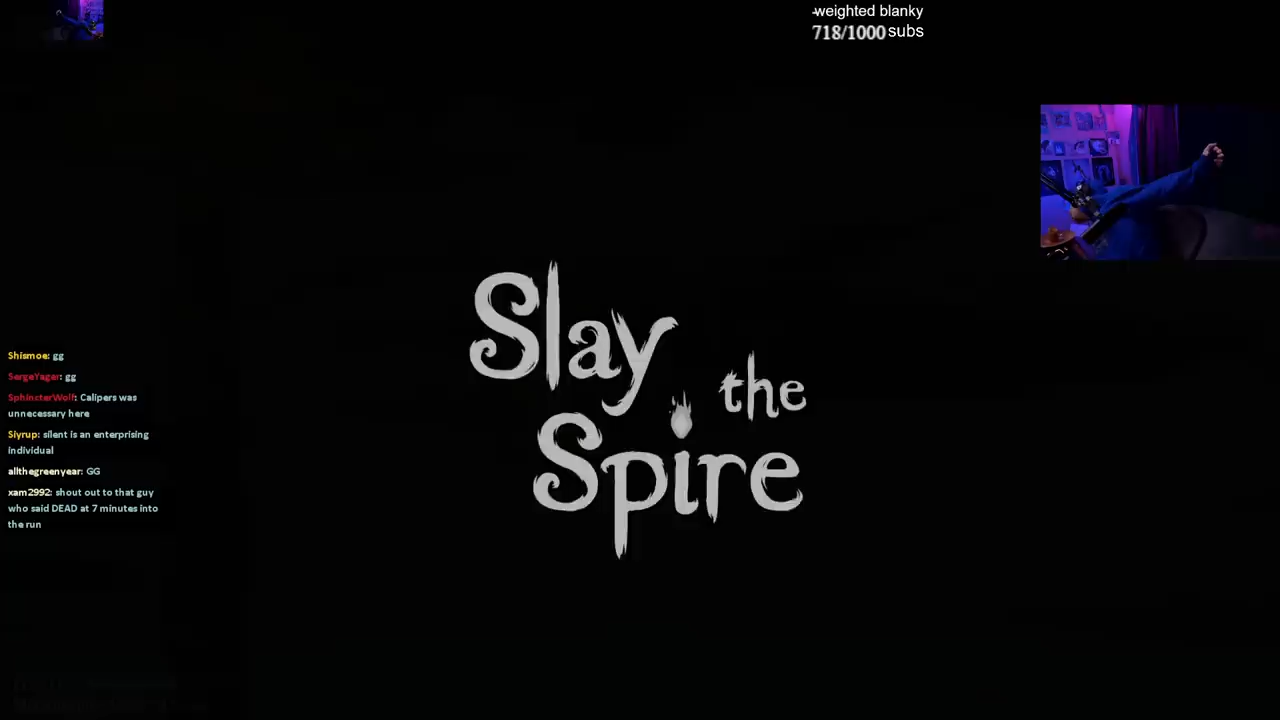 weighted blanky
718/1000 subs
Slay
the
Spire
Shismoe: gg
SergeYager: gg
SphincterWolf: Calipers was
unnecessary here
Siyrup: silent is an enterprising
individual
allthegreenyear: GG
xam2992: shout out to that guy
who said DEAD at 7 minutes into
the run